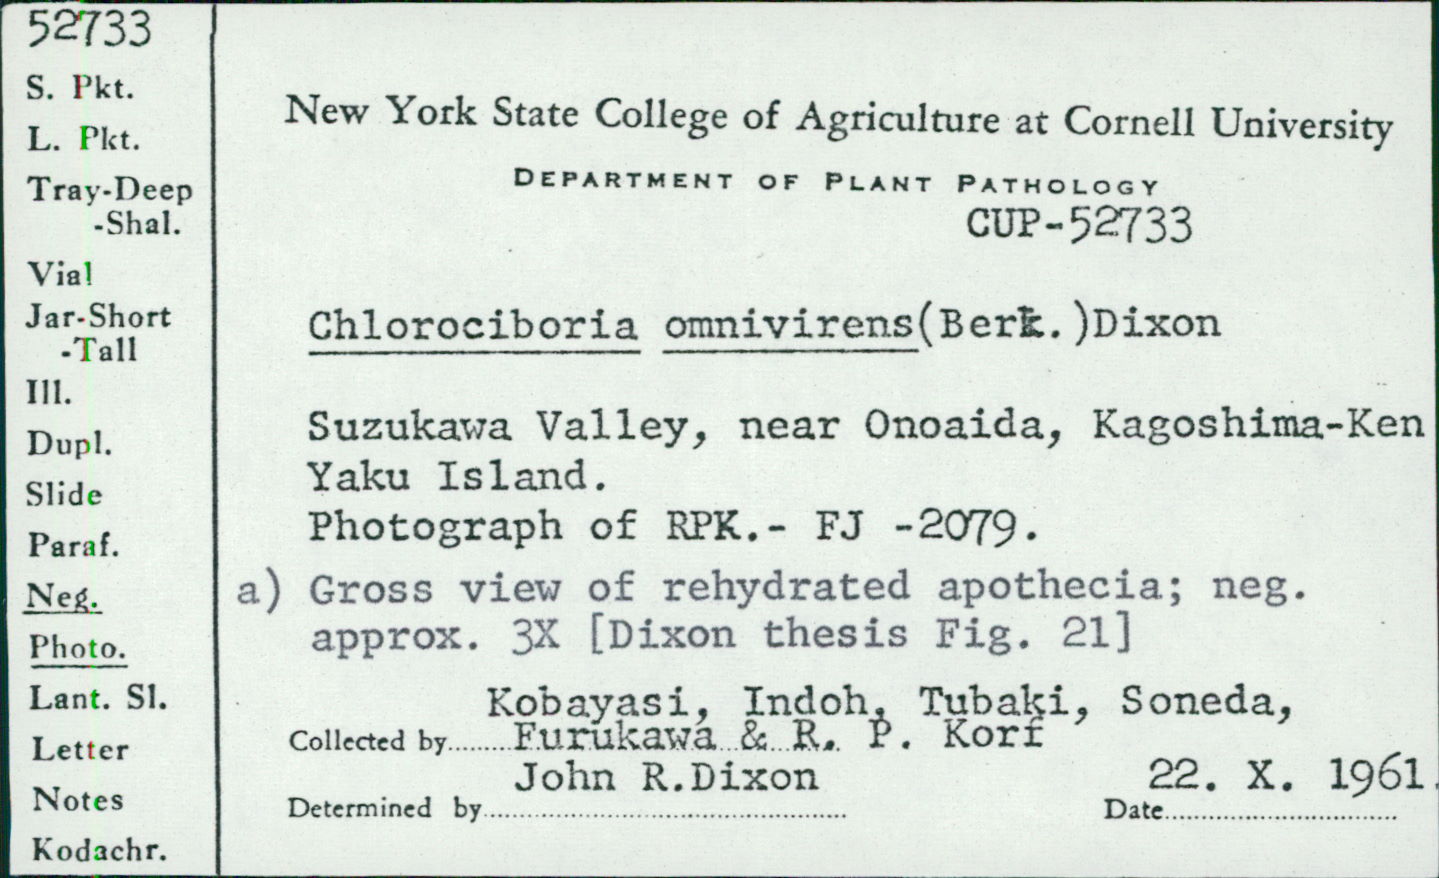 52733
S. Pkt.
L. Pkt.
Tray-Deep
-Shal.
Vial
Jar-Short
-Tall
Ill.
Dupl.
Slide
Paraf.
Neg.
Photo.
Lant. Sl.
Letter
Notes
Kodachr.
New York State College of Agriculture at Cornell University
DEPARTMENT OF PLANT PATHOLOGY
CUP-52733
Chlorociboria omnivirens(Berk.)Dixon
Suzukawa Valley, near Onoaida, Kagoshima-Ken
Yaku Island.
Photograph of RPK.- FJ -2079.
a) Gross view of rehydrated apothecia; neg.
approx. 3X [Dixon thesis Fig. 21]
Kobayasi, Indoh, Tubaki, Soneda,
Collected by Furukawa & R. P. Korf
John R.Dixon 22. X. 1961.
Determined by Date